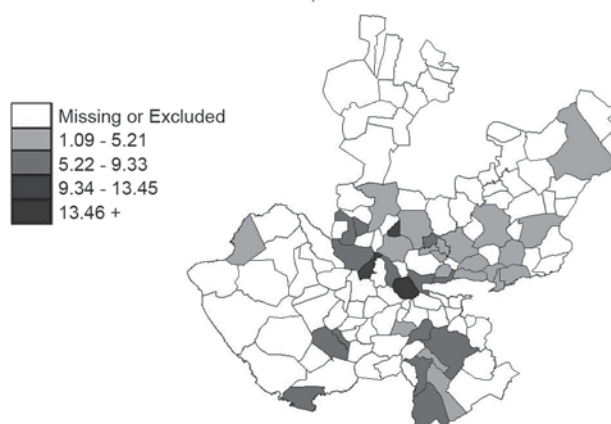 Missing or Excluded
1.09 - 5.21
5.22 - 9.33
9.34 - 13.45
13.46 +